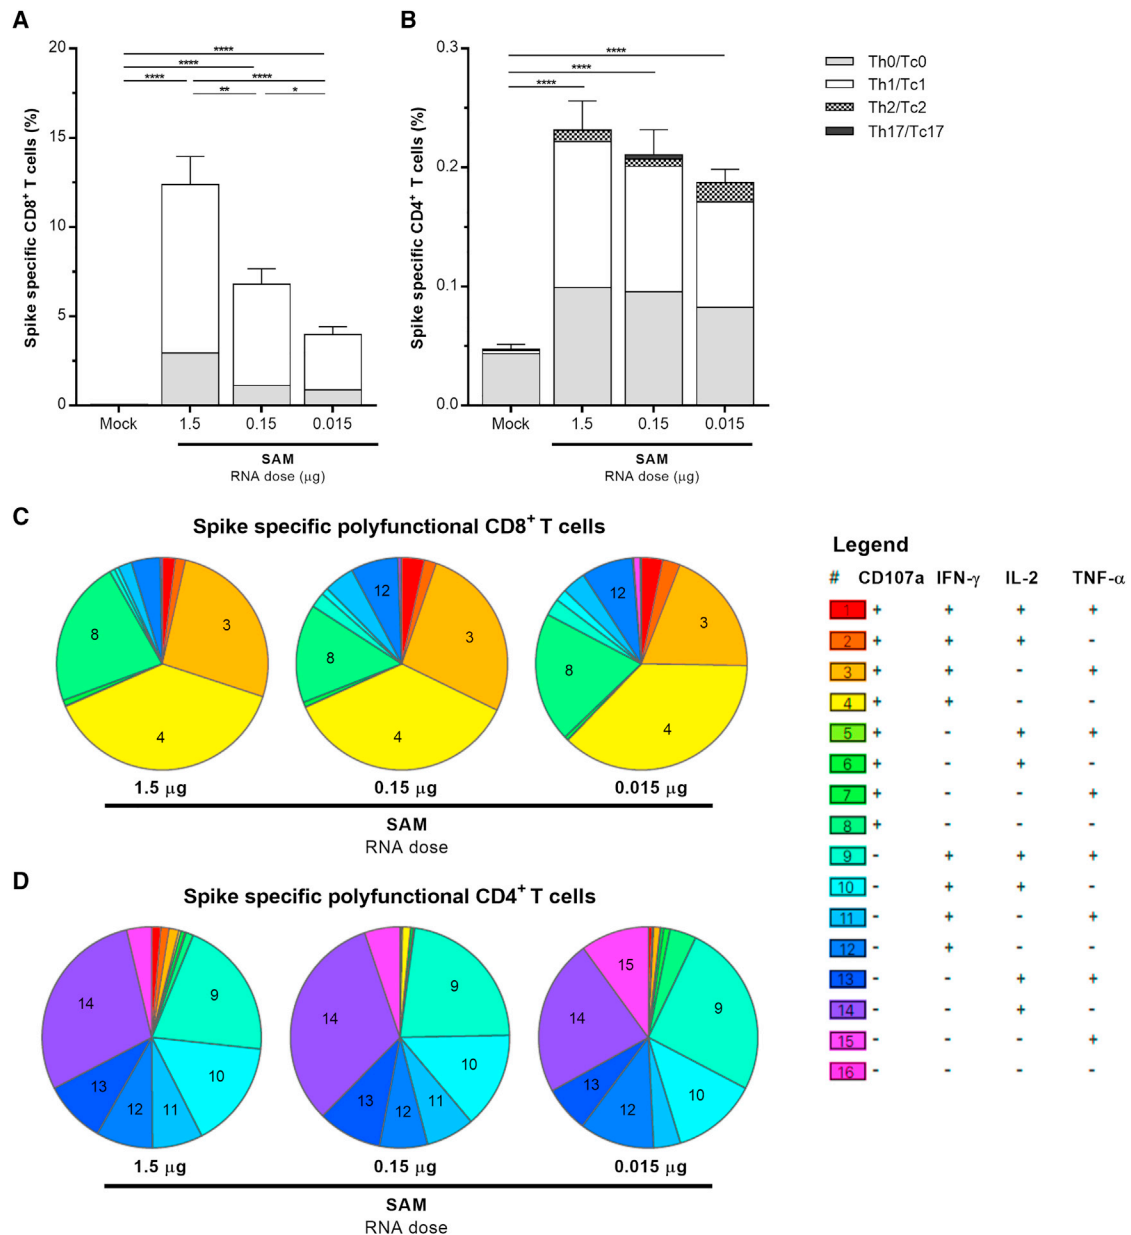 A
B
20
15
10
5
0
Spike specific CD8+ T cells (%)
****
****
****
****
**
*
Mock
1.5
0.15
0.015
SAM
RNA dose (µg)
0.3
0.2
0.1
0.0
Spike specific CD4+ T cells (%)
****
****
****
Mock
1.5
0.15
0.015
SAM
RNA dose (µg)
Th0/Tc0
Th1/Tc1
Th2/Tc2
Th17/Tc17
C
Spike specific polyfunctional CD8+ T cells
3
4
8
3
4
8
12
3
4
8
12
1.5 µg
0.15 µg
0.015 µg
SAM
RNA dose
D
Spike specific polyfunctional CD4+ T cells
9
10
11
12
13
14
9
10
11
12
13
14
9
10
12
13
14
15
1.5 µg
0.15 µg
0.015 µg
SAM
RNA dose
Legend
# CD107a IFN-γ IL-2 TNF-α
1 + + + +
2 + + + -
3 + + - +
4 + + - -
5 + - + +
6 + - + -
7 + - - +
8 + - - -
9 - + + +
10 - + + -
11 - + - +
12 - + - -
13 - - + +
14 - - + -
15 - - - +
16 - - - -